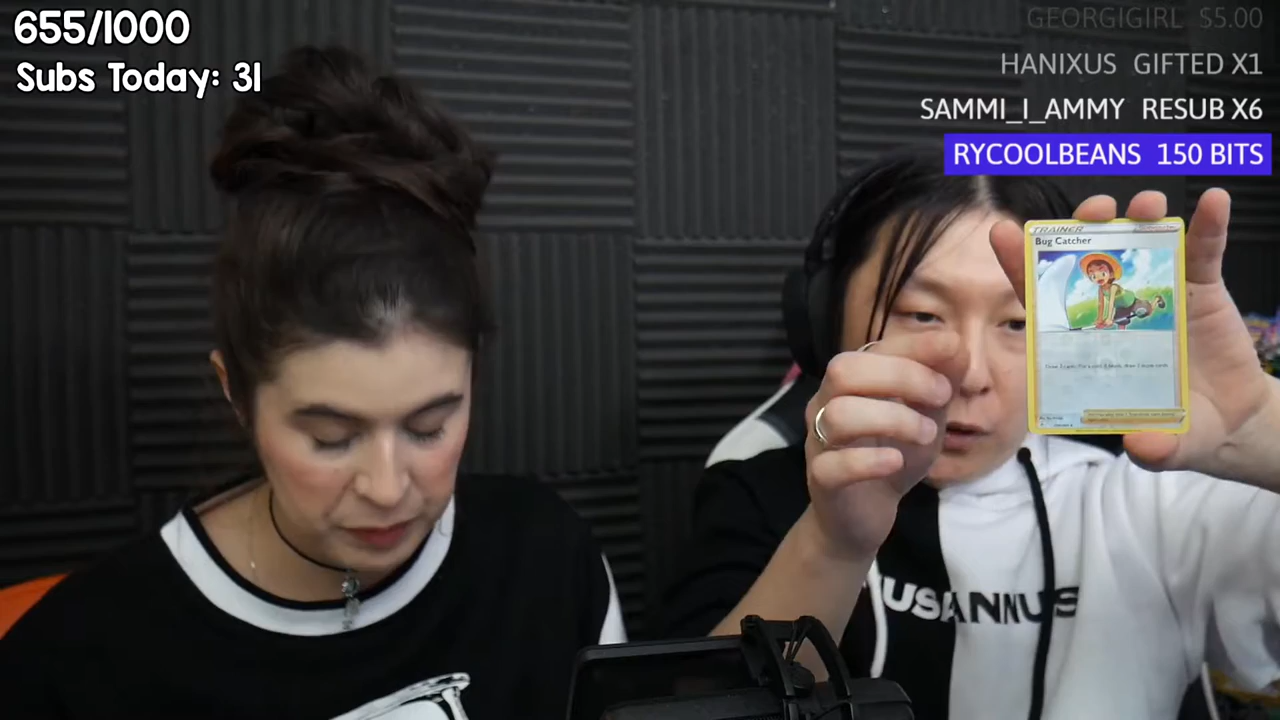 655/1000
Subs Today: 31
GEORGIGIRL $5.00
HANIXUS GIFTED X1
SAMMI_I_AMMY RESUB X6
RYCOOLBEANS 150 BITS
TRAINER
Bug Catcher